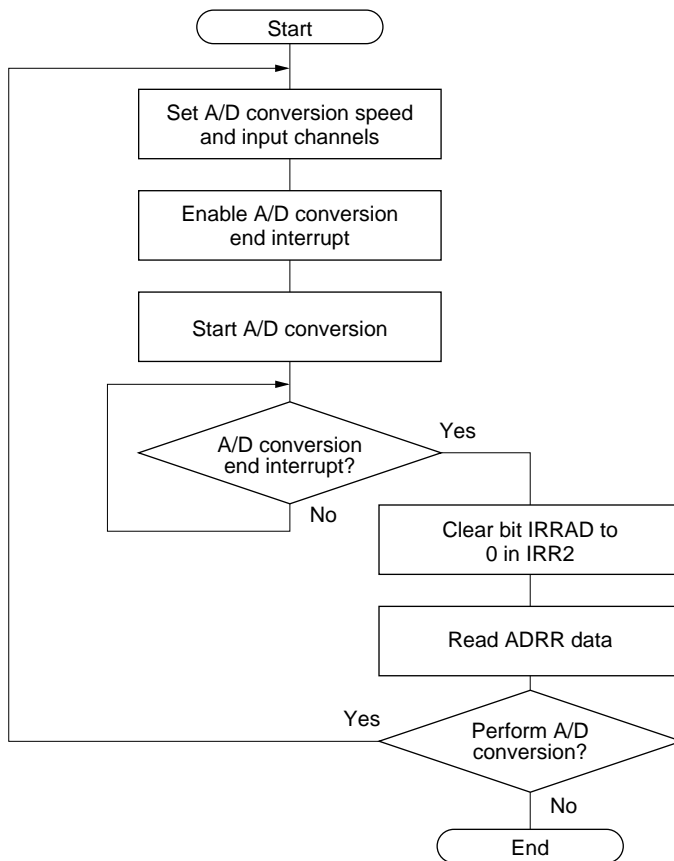 Start
Set A/D conversion speed
and input channels
Enable A/D conversion
end interrupt
Start A/D conversion
A/D conversion
end interrupt?
Yes
No
Clear bit IRRAD to
0 in IRR2
Read ADRR data
Yes
Perform A/D
conversion?
No
End